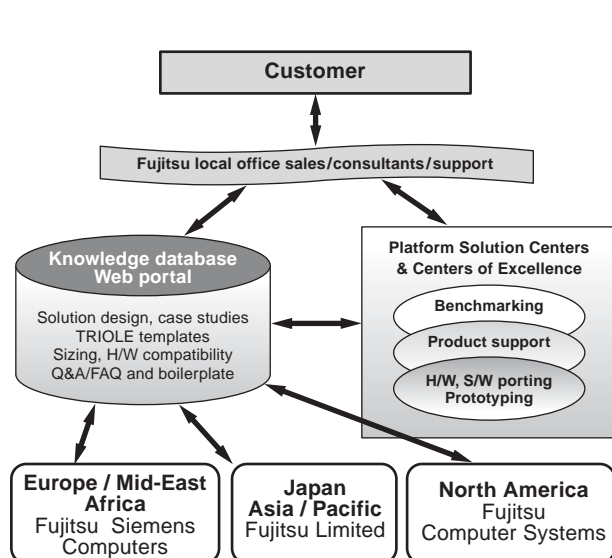 Customer
Fujitsu local office sales/consultants/support
Knowledge database
Web portal
Solution design, case studies
TRIOLE templates
Sizing, H/W compatibility
Q&A/FAQ and boilerplate
Platform Solution Centers
& Centers of Excellence
Benchmarking
Product support
H/W, S/W porting
Prototyping
Europe / Mid-East
Africa
Fujitsu Siemens
Computers
Japan
Asia / Pacific
Fujitsu Limited
North America
Fujitsu
Computer Systems